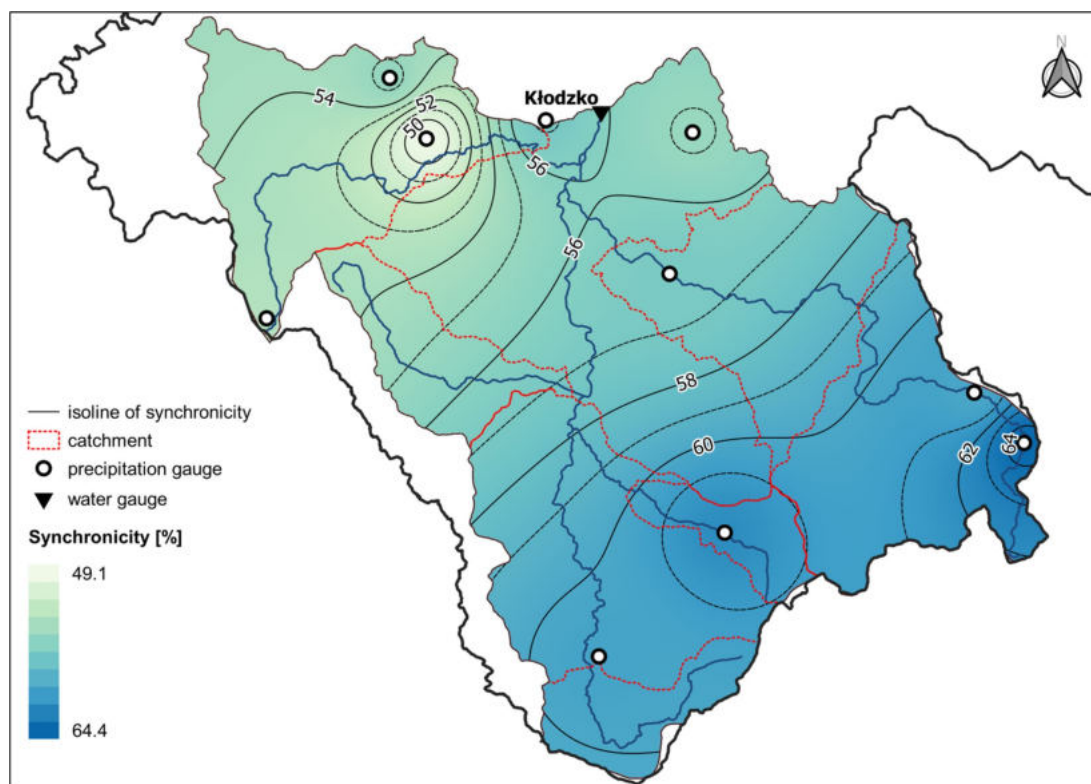 N
54
52
50
Kłodzko
56
56
58
60
62
64
isoline of synchronicity
catchment
precipitation gauge
water gauge
Synchronicity [%]
49.1
64.4